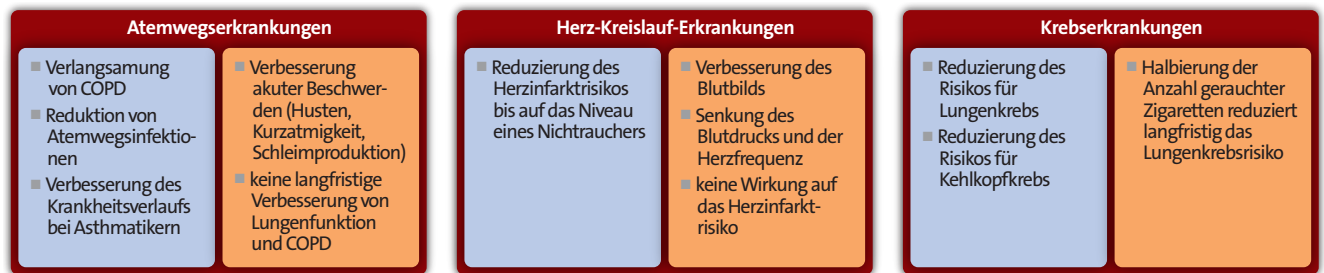 Atemwegserkrankungen
Verlangsamung
von COPD
Reduktion von
Atemwegsinfektio-
nen
Verbesserung des
Krankheitsverlaufs
bei Asthmatikern
Verbesserung
akuter Beschwer-
den (Husten,
Kurzatmigkeit,
Schleimproduktion)
keine langfristige
Verbesserung von
Lungenfunktion
und COPD
Herz-Kreislauf-Erkrankungen
Reduzierung des
Herzinfarktrisikos
bis auf das Niveau
eines Nichtrauchers
Verbesserung des
Blutbilds
Senkung des
Blutdrucks und der
Herzfrequenz
keine Wirkung auf
das Herzinfarkt-
risiko
Krebserkrankungen
Reduzierung des
Risikos für
Lungenkrebs
Reduzierung des
Risikos für
Kehlkopfkrebs
Halbierung der
Anzahl gerauchter
Zigaretten reduziert
langfristig das
Lungenkrebsrisiko